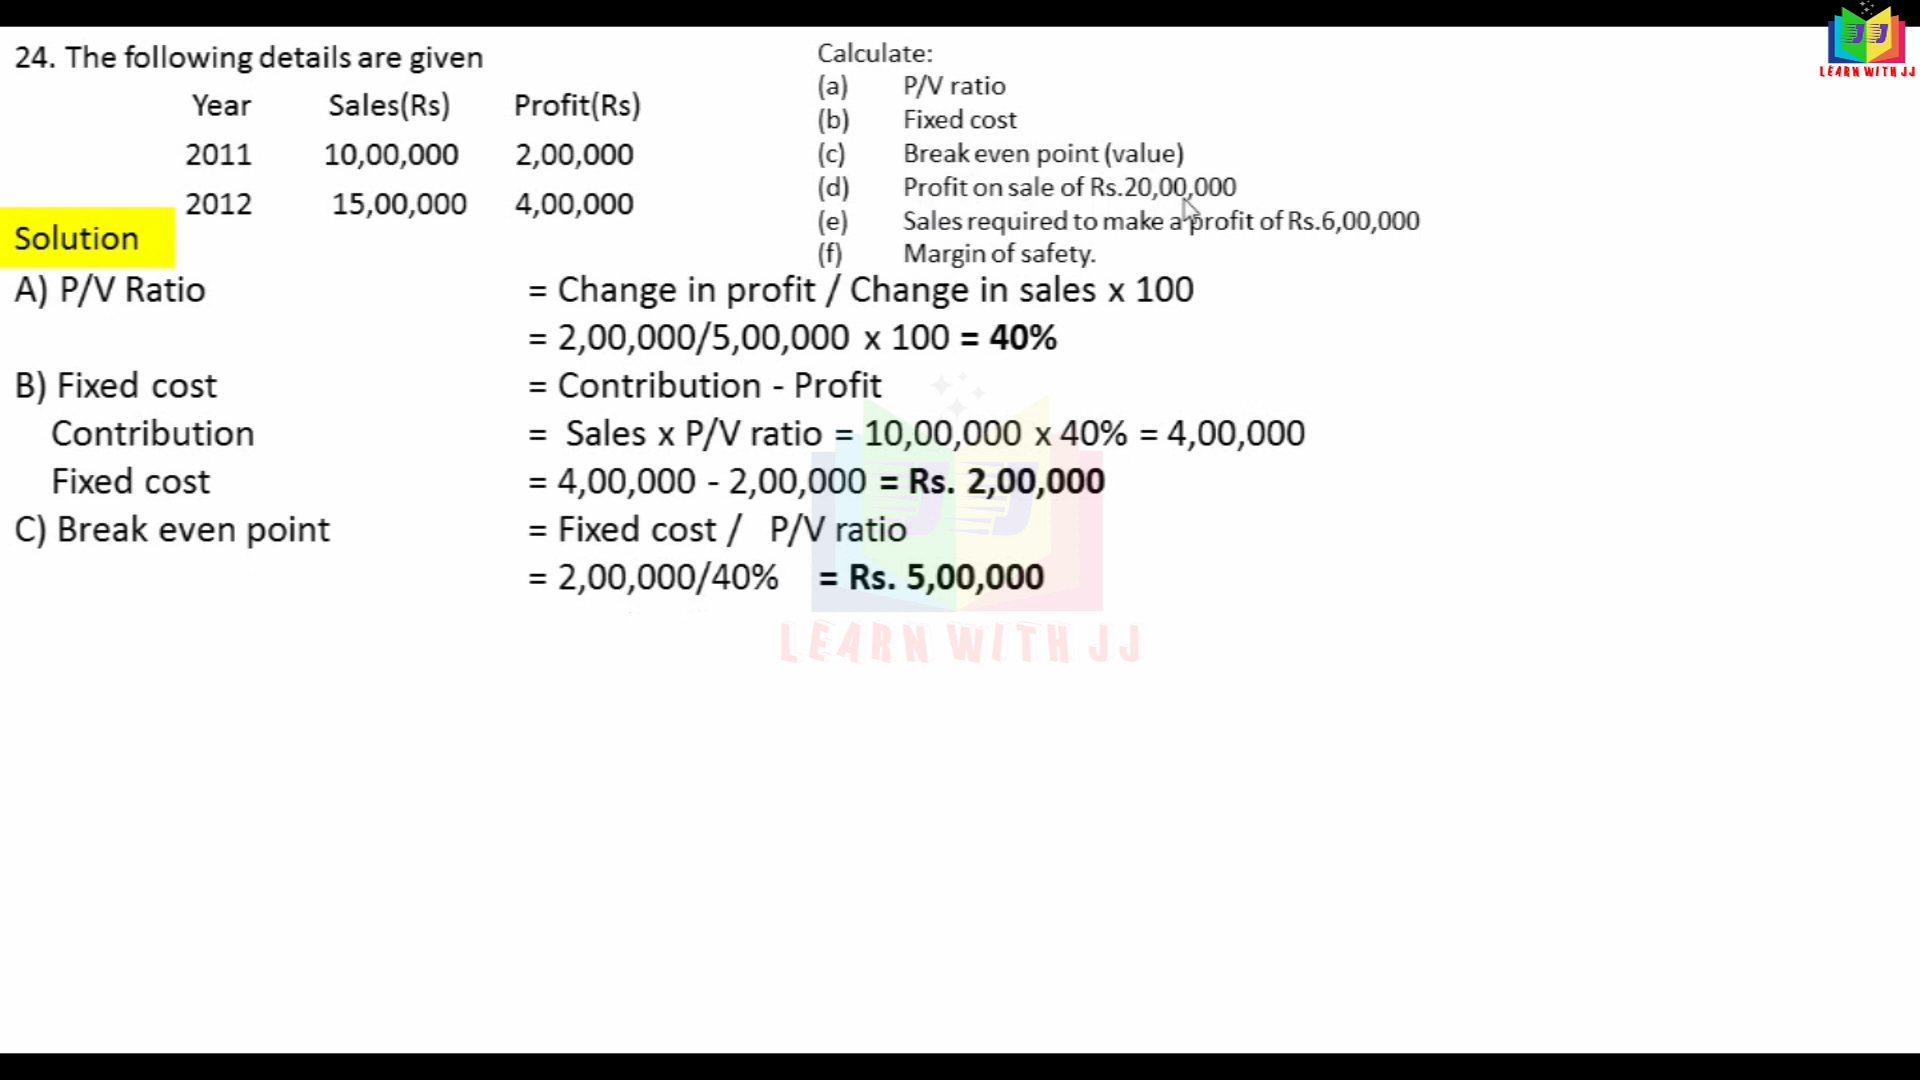 24. The following details are given
Year Sales(Rs) Profit(Rs)
2011 10,00,000 2,00,000
2012 15,00,000 4,00,000
Calculate:
(a) P/V ratio
(b) Fixed cost
(c) Break even point (value)
(d) Profit on sale of Rs.20,00,000
(e) Sales required to make a profit of Rs.6,00,000
(f) Margin of safety.
JJ
LEARN WITH JJ
Solution
A) P/V Ratio = Change in profit / Change in sales x 100
= 2,00,000/5,00,000 x 100 = 40%
B) Fixed cost = Contribution - Profit
Contribution = Sales x P/V ratio = 10,00,000 x 40% = 4,00,000
Fixed cost = 4,00,000 - 2,00,000 = Rs. 2,00,000
C) Break even point = Fixed cost / P/V ratio
= 2,00,000/40% = Rs. 5,00,000
JJ
LEARN WITH JJ